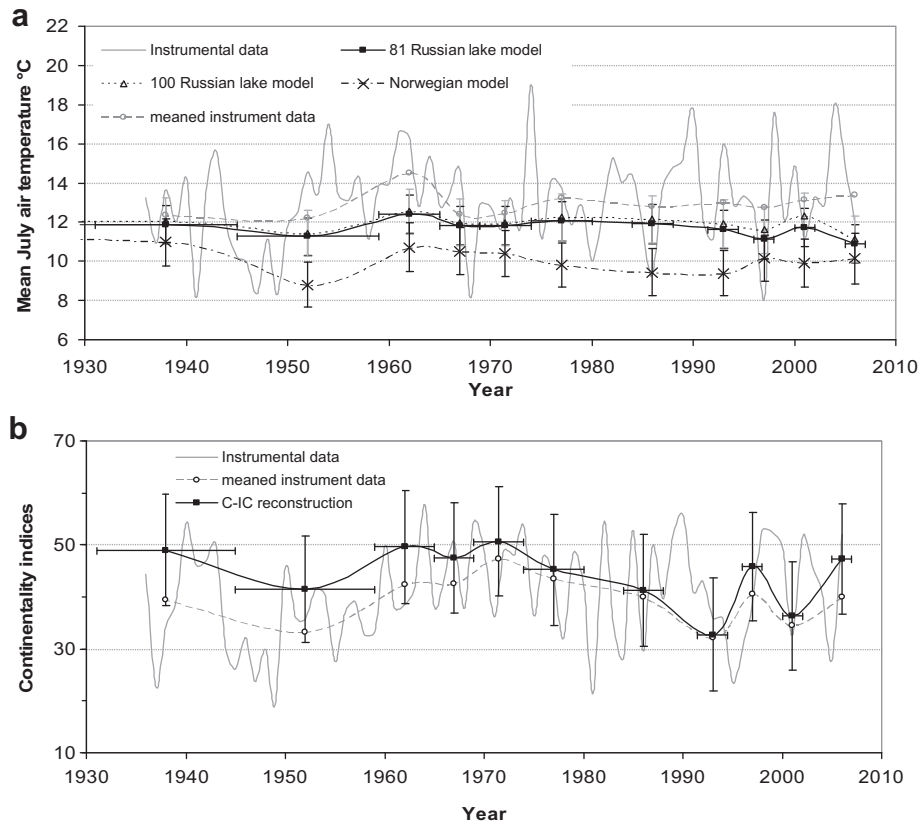 a
22
20
18
16
14
12
10
8
6
Mean July air temperature °C
Instrumental data
81 Russian lake model
100 Russian lake model
Norwegian model
meaned instrument data
1930 1940 1950 1960 1970 1980 1990 2000 2010
Year
b
70
50
30
10
Continentality indices
Instrumental data
meaned instrument data
C-IC reconstruction
1930 1940 1950 1960 1970 1980 1990 2000 2010
Year